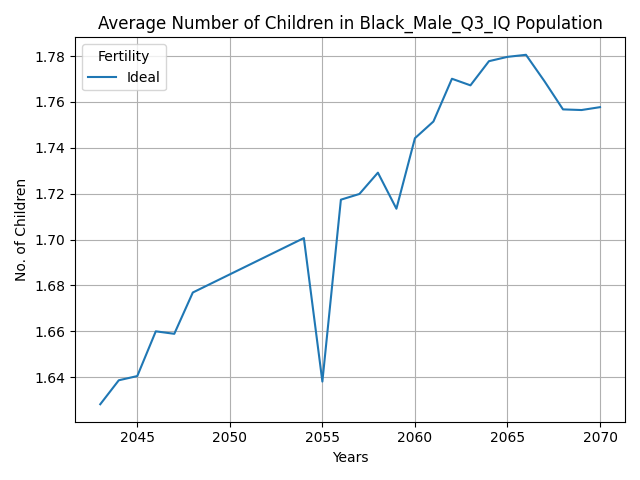 Average Number of Children in Black_Male_Q3_IQ Population
Fertility
Ideal
No. of Children
1.78
1.76
1.74
1.72
1.70
1.68
1.66
1.64
2045 2050 2055 2060 2065 2070
Years